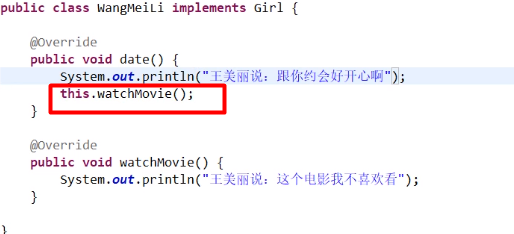 public class WangMeiLi implements Girl {
@Override
public void date() {
System.out.println("王美丽说：跟你约会好开心啊");
this.watchMovie();
}
@Override
public void watchMovie() {
System.out.println("王美丽说：这个电影我不喜欢看");
}
}